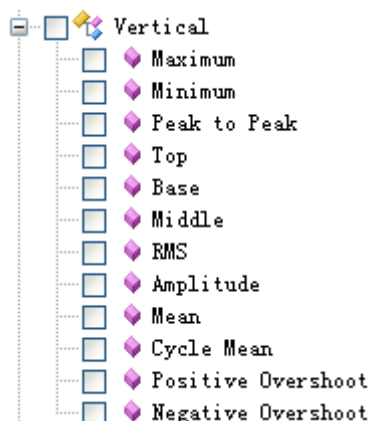 Vertical
Maximum
Minimum
Peak to Peak
Top
Base
Middle
RMS
Amplitude
Mean
Cycle Mean
Positive Overshoot
Negative Overshoot